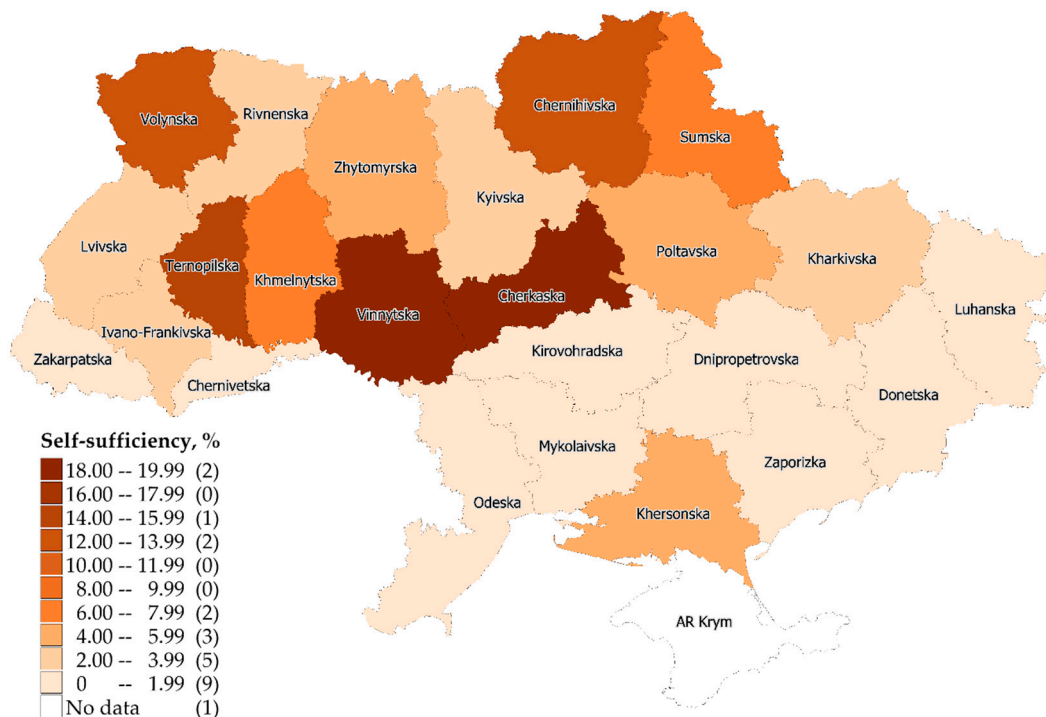 Volynska
Rivnenska
Chernihivska
Sumska
Zhytomyrska
Kyivska
Lvivska
Ternopilska
Khmelnytska
Vinnytska
Cherkaska
Poltavska
Kharkivska
Luhanska
Ivano-Frankivska
Zakarpatska
Chernivetska
Kirovohradska
Dnipropetrovska
Donetska
Mykolaivska
Zaporizka
Odeska
Khersonska
AR Krym
Self-sufficiency, %
18.00 -- 19.99 (2)
16.00 -- 17.99 (0)
14.00 -- 15.99 (1)
12.00 -- 13.99 (2)
10.00 -- 11.99 (0)
8.00 -- 9.99 (0)
6.00 -- 7.99 (2)
4.00 -- 5.99 (3)
2.00 -- 3.99 (5)
0 -- 1.99 (9)
No data (1)